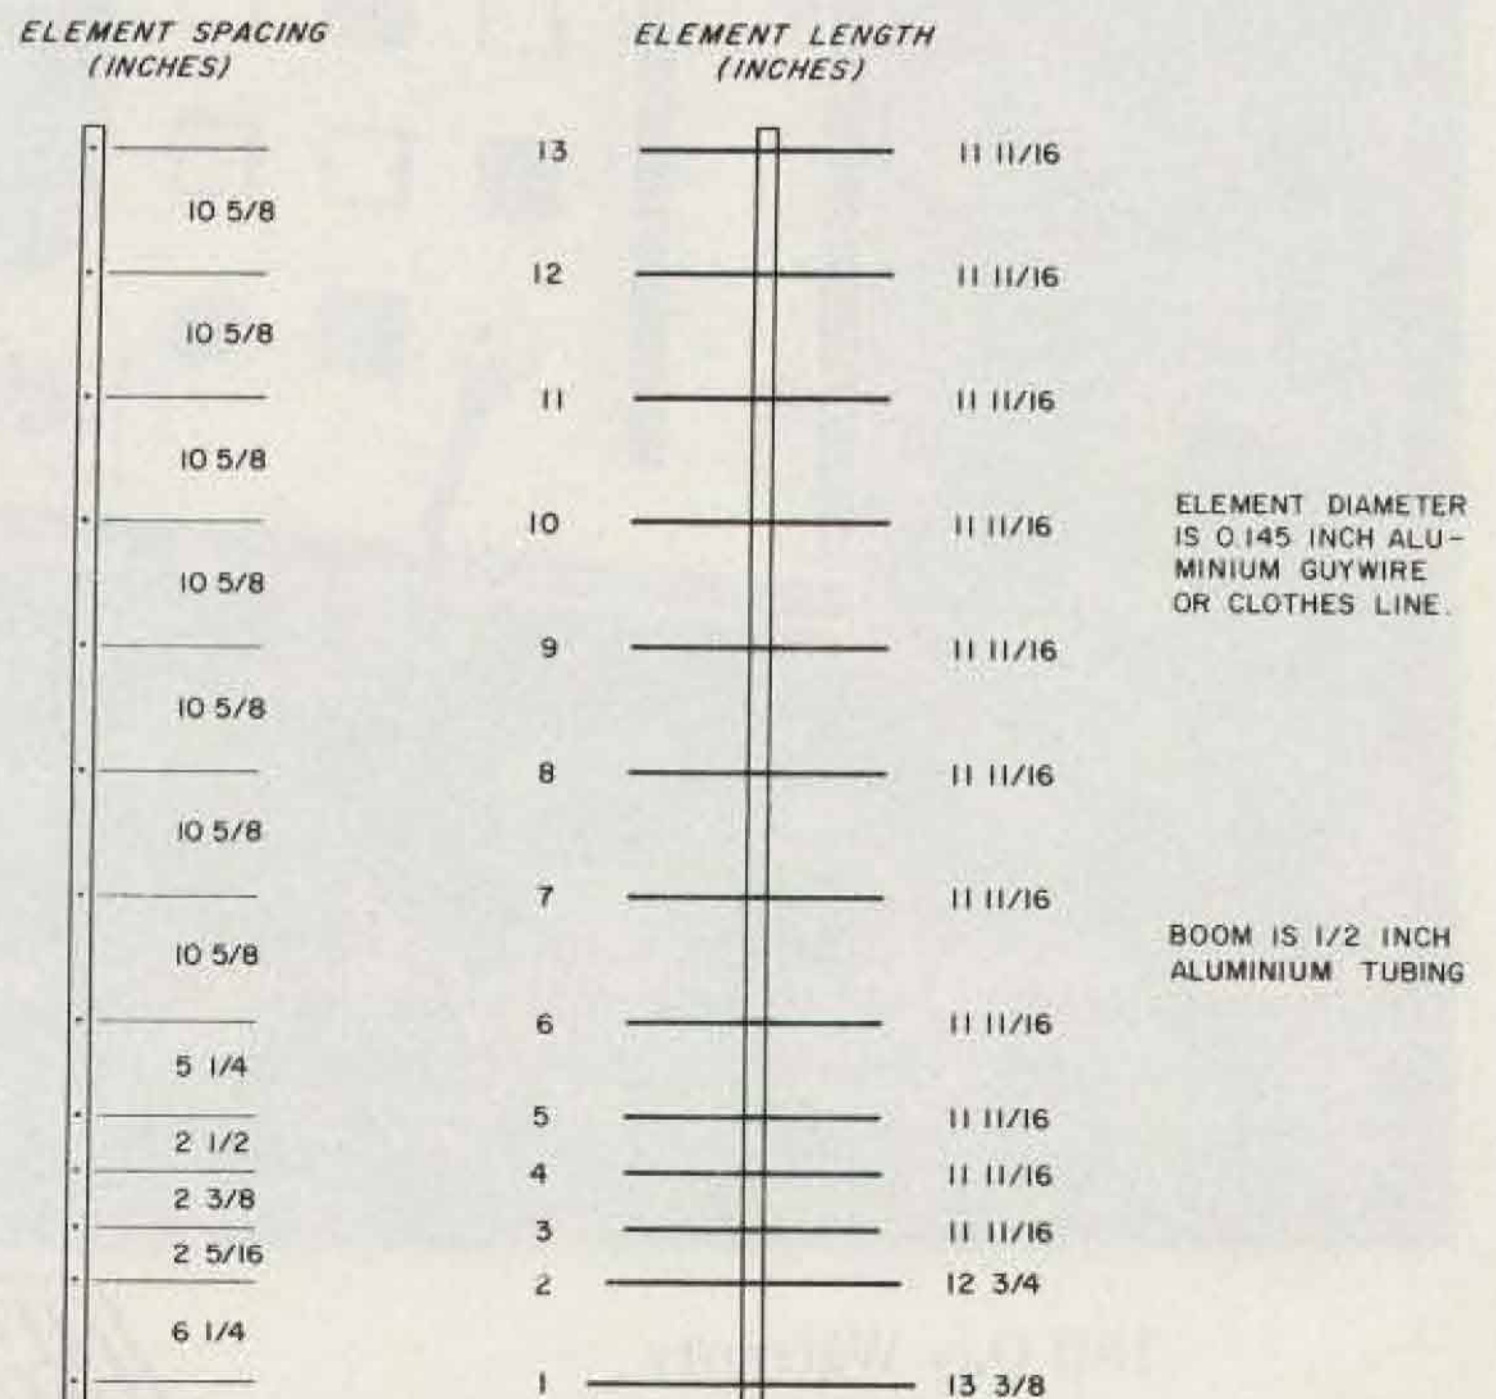 ELEMENT SPACING
(INCHES)
10 5/8
10 5/8
10 5/8
10 5/8
10 5/8
10 5/8
10 5/8
5 1/4
2 1/2
2 3/8
2 5/16
6 1/4
ELEMENT LENGTH
(INCHES)
13 11 11/16
12 11 11/16
11 11 11/16
10 11 11/16
9 11 11/16
8 11 11/16
7 11 11/16
6 11 11/16
5 11 11/16
4 11 11/16
3 11 11/16
2 12 3/4
1 13 3/8
ELEMENT DIAMETER
IS 0.145 INCH ALU-
MINIUM GUYWIRE
OR CLOTHES LINE.
BOOM IS 1/2 INCH
ALUMINIUM TUBING